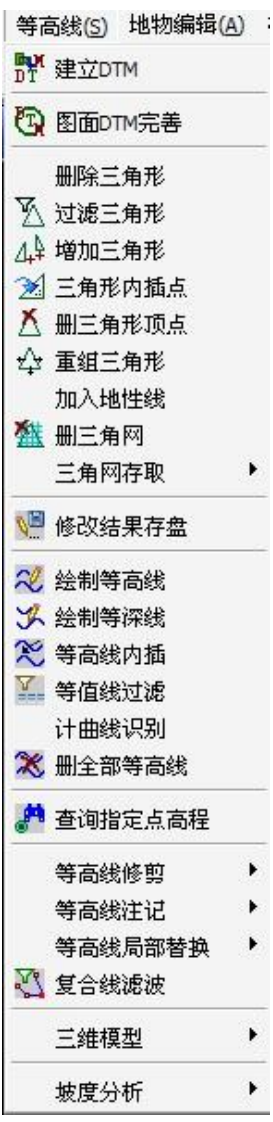 等高线(S) 地物编辑(A)
建立DTM
图面DTM完善
删除三角形
过滤三角形
增加三角形
三角形内插点
删三角形顶点
重组三角形
加入地性线
删三角网
三角网存取
修改结果存盘
绘制等高线
绘制等深线
等高线内插
等值线过滤
计曲线识别
删全部等高线
查询指定点高程
等高线修剪
等高线注记
等高线局部替换
复合线滤波
三维模型
坡度分析